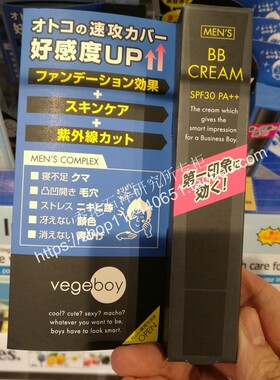 オトコの速攻カバー
好感度UP↑↑
ファンデーション効果
+
スキンケア
+
紫外線カット
MEN'S COMPLEX
寝不足 クマ
凸凹開き 毛穴
ストレス ニキビ跡
冴えない 顔色
vegeboy
cool? cute? sexy? macho?
whatever you want to be,
boys have to look smart.
OPEN
MEN'S
BB
CREAM
SPF30 PA++
The cream which
gives the
smart impression
for a Business Boy.
第一印象に
効く!